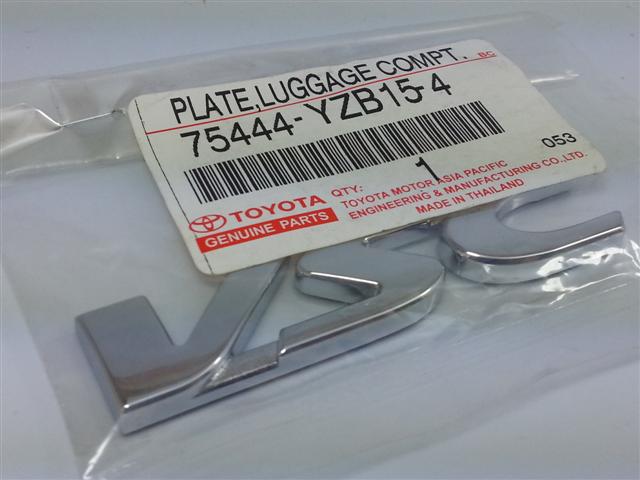 BC
PLATE,LUGGAGE COMPT.
75444-YZB15-4
QTY: 1
053
TOYOTA
GENUINE PARTS
TOYOTA MOTOR ASIA PACIFIC
ENGINEERING & MANUFACTURING CO.,LTD.
MADE IN THAILAND
VSC